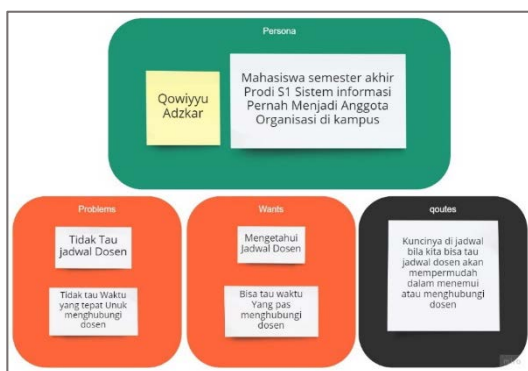 Persona
Qowiyyu
Adzkar
Mahasiswa semester akhir
Prodi S1 Sistem informasi
Pernah Menjadi Anggota
Organisasi di kampus
Problems
Tidak Tau
jadwal Dosen
Tidak tau Waktu
yang tepat Unuk
menghubungi
dosen
Wants
Mengetahui
Jadwal Dosen
Bisa tau waktu
Yang pas
menghubungi
dosen
qoutes
Kuncinya di jadwal
bila kita bisa tau
jadwal dosen akan
mempermudah
dalam menemui
atau menghubungi
dosen